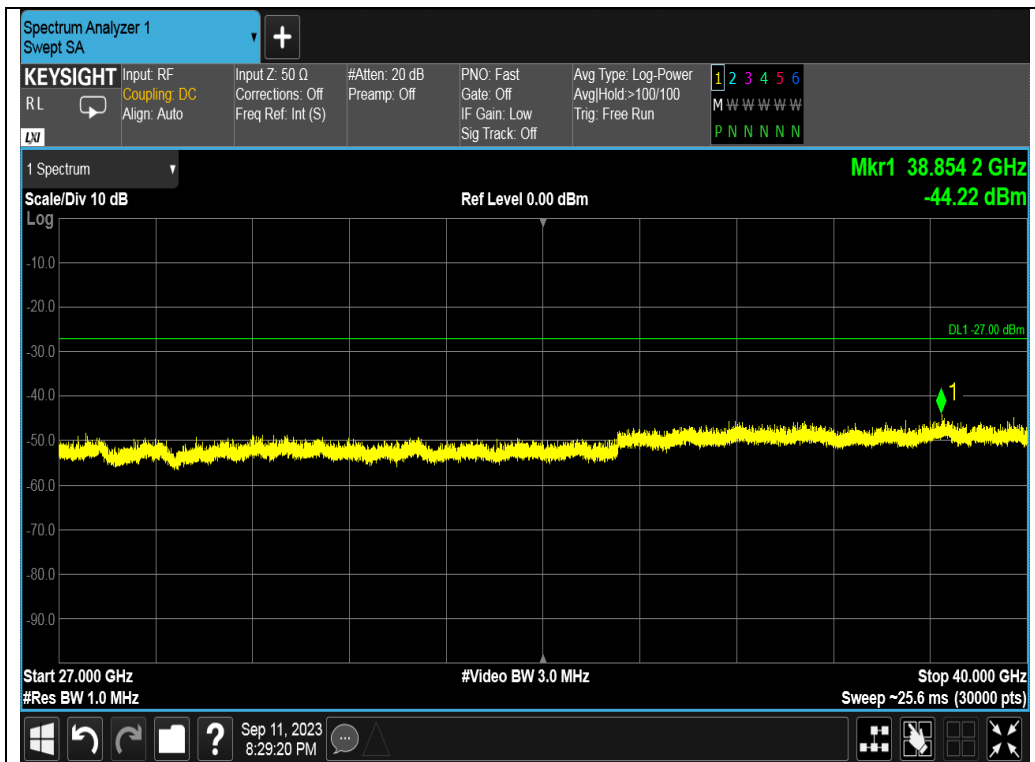 Spectrum Analyzer 1
Swept SA
+
KEYSIGHT
RL
LXI
Input: RF
Coupling: DC
Align: Auto
Input Z: 50 Ω
Corrections: Off
Freq Ref: Int (S)
#Atten: 20 dB
Preamp: Off
PNO: Fast
Gate: Off
IF Gain: Low
Sig Track: Off
Avg Type: Log-Power
Avg|Hold:>100/100
Trig: Free Run
1 2 3 4 5 6
M W W W W W
P N N N N N
1 Spectrum
Mkr1 38.854 2 GHz
Scale/Div 10 dB
Ref Level 0.00 dBm
-44.22 dBm
Log
-10.0
-20.0
DL1 -27.00 dBm
-30.0
-40.0
1
-50.0
-60.0
-70.0
-80.0
-90.0
Start 27.000 GHz
#Video BW 3.0 MHz
Stop 40.000 GHz
#Res BW 1.0 MHz
Sweep ~25.6 ms (30000 pts)
?
Sep 11, 2023
8:29:20 PM